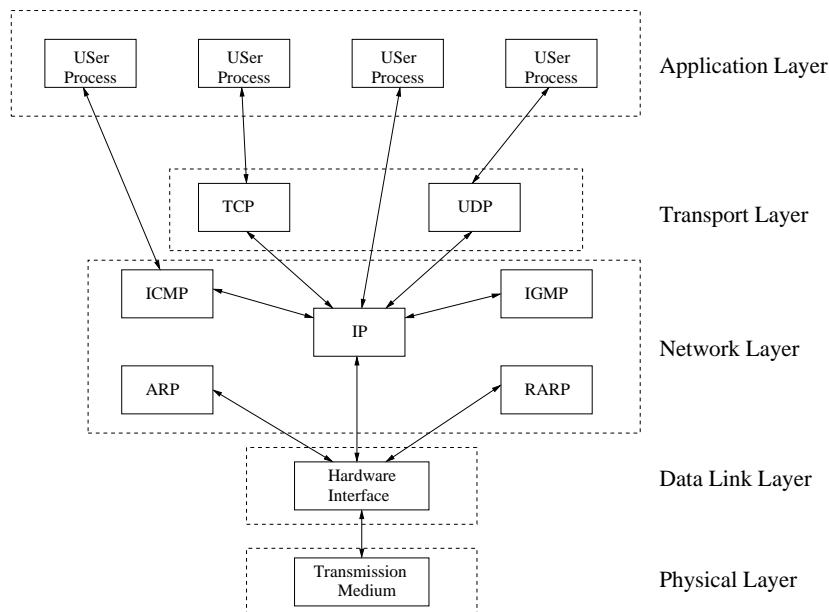 USer
Process
USer
Process
USer
Process
USer
Process
Application Layer
TCP
UDP
Transport Layer
ICMP
IGMP
IP
Network Layer
ARP
RARP
Hardware
Interface
Data Link Layer
Transmission
Medium
Physical Layer